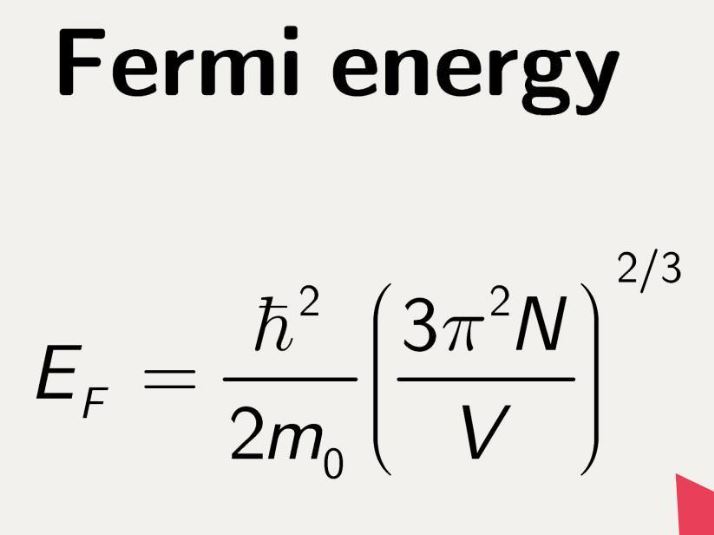 Fermi energy
E_F = ħ²/2m₀ (3π²N/V)^2/3